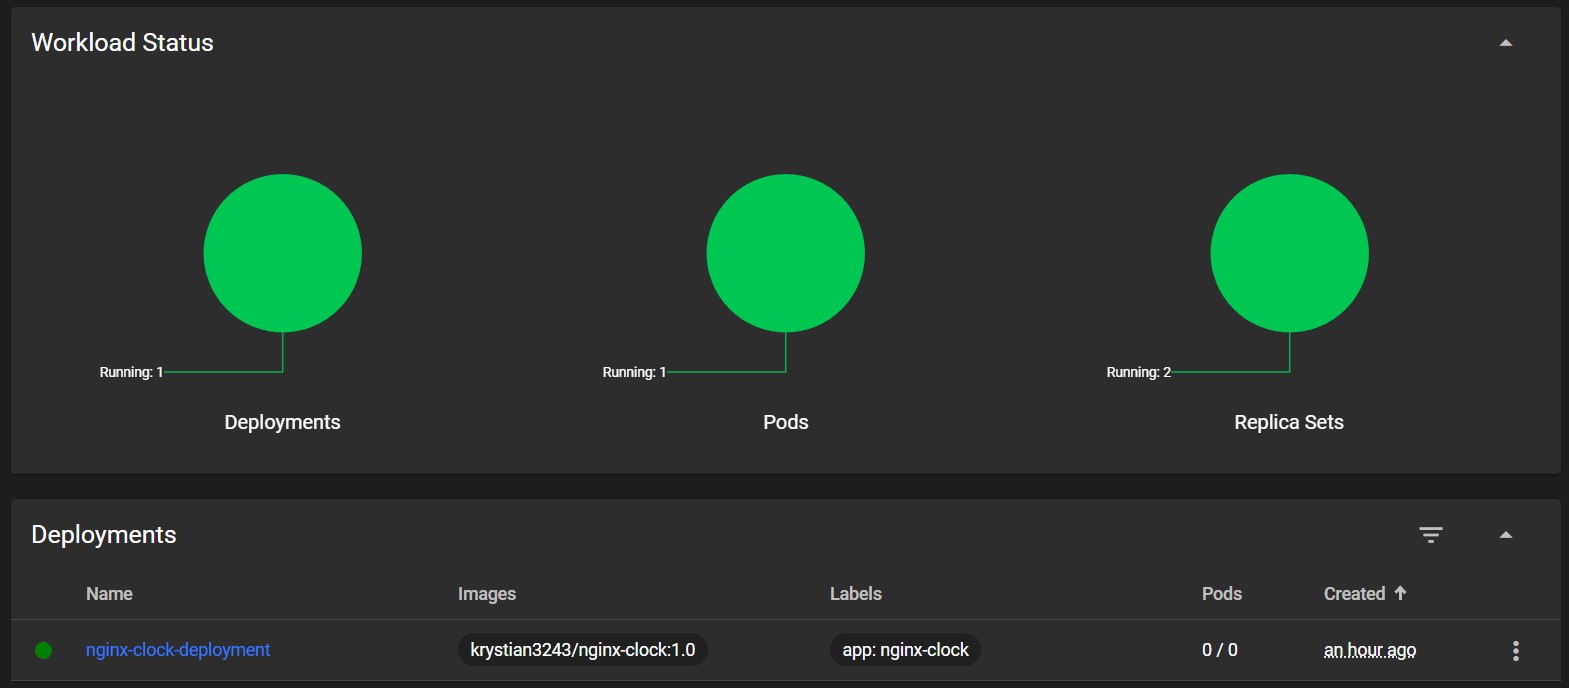 Workload Status
Running: 1
Running: 1
Running: 2
Deployments
Pods
Replica Sets
Deployments
Name Images Labels Pods Created
nginx-clock-deployment krystian3243/nginx-clock:1.0 app: nginx-clock 0 / 0 an hour ago